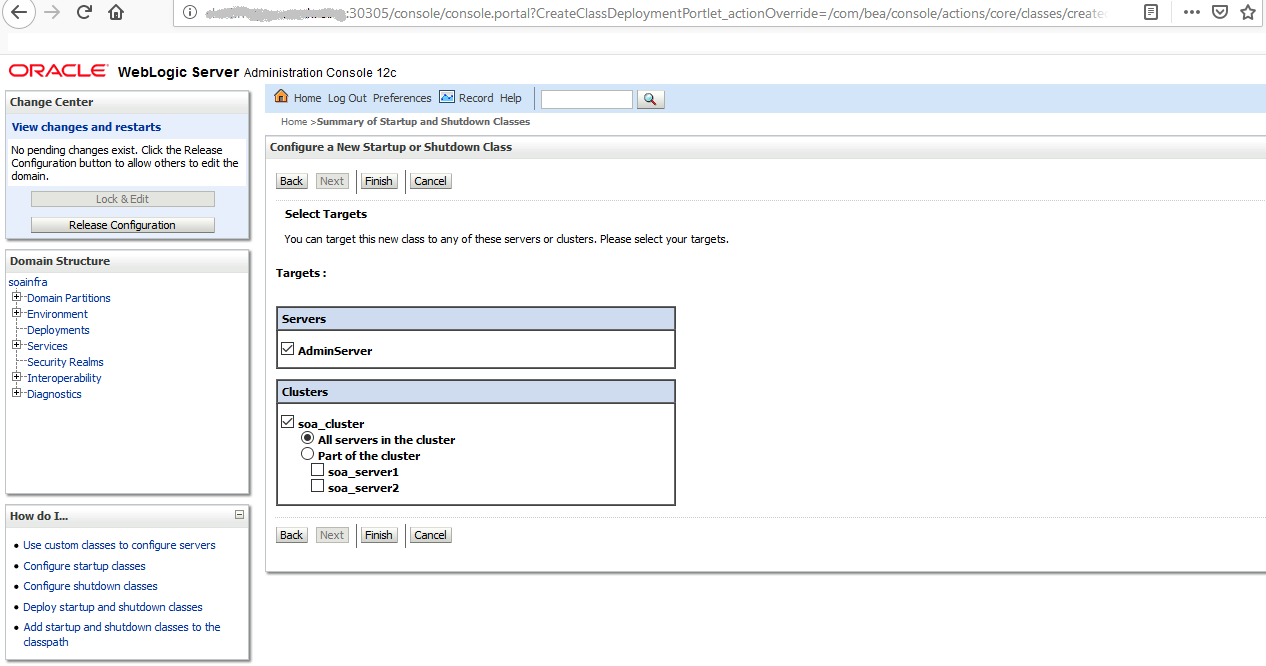 :30305/console/console.portal?CreateClassDeploymentPortlet_actionOverride=/com/bea/console/actions/core/classes/create
ORACLE WebLogic Server Administration Console 12c
Change Center
View changes and restarts
No pending changes exist. Click the Release
Configuration button to allow others to edit the
domain.
Lock & Edit
Release Configuration
Domain Structure
soainfra
Domain Partitions
Environment
Deployments
Services
Security Realms
Interoperability
Diagnostics
How do I...
Use custom classes to configure servers
Configure startup classes
Configure shutdown classes
Deploy startup and shutdown classes
Add startup and shutdown classes to the
classpath
Home Log Out Preferences Record Help
Home >Summary of Startup and Shutdown Classes
Configure a New Startup or Shutdown Class
Back Next Finish Cancel
Select Targets
You can target this new class to any of these servers or clusters. Please select your targets.
Targets :
Servers
AdminServer
Clusters
soa_cluster
All servers in the cluster
Part of the cluster
soa_server1
soa_server2
Back Next Finish Cancel